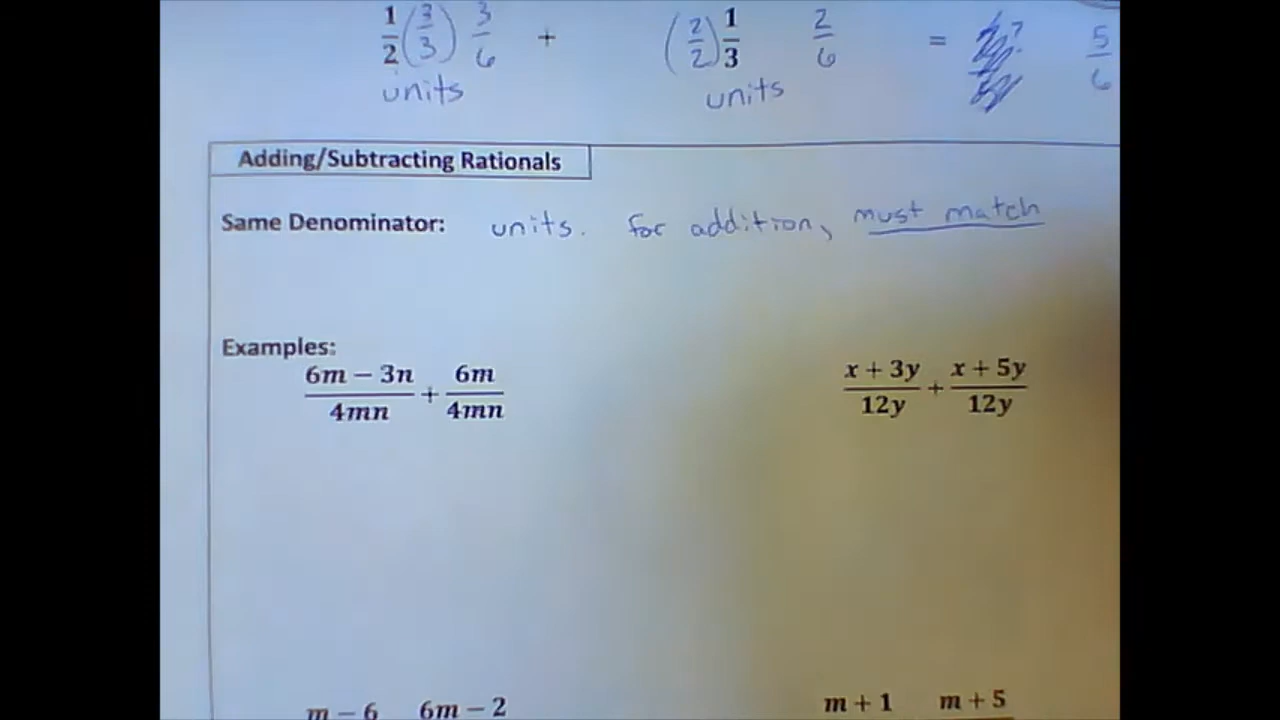 1/2 (3/3) 3/6 + (2/2) 1/3 2/6 = ? 5/6
units units
Adding/Subtracting Rationals
Same Denominator: units. for addition, must match
Examples:
6m − 3n/4mn + 6m/4mn x + 3y/12y + x + 5y/12y
m − 6 6m − 2 m + 1 m + 5